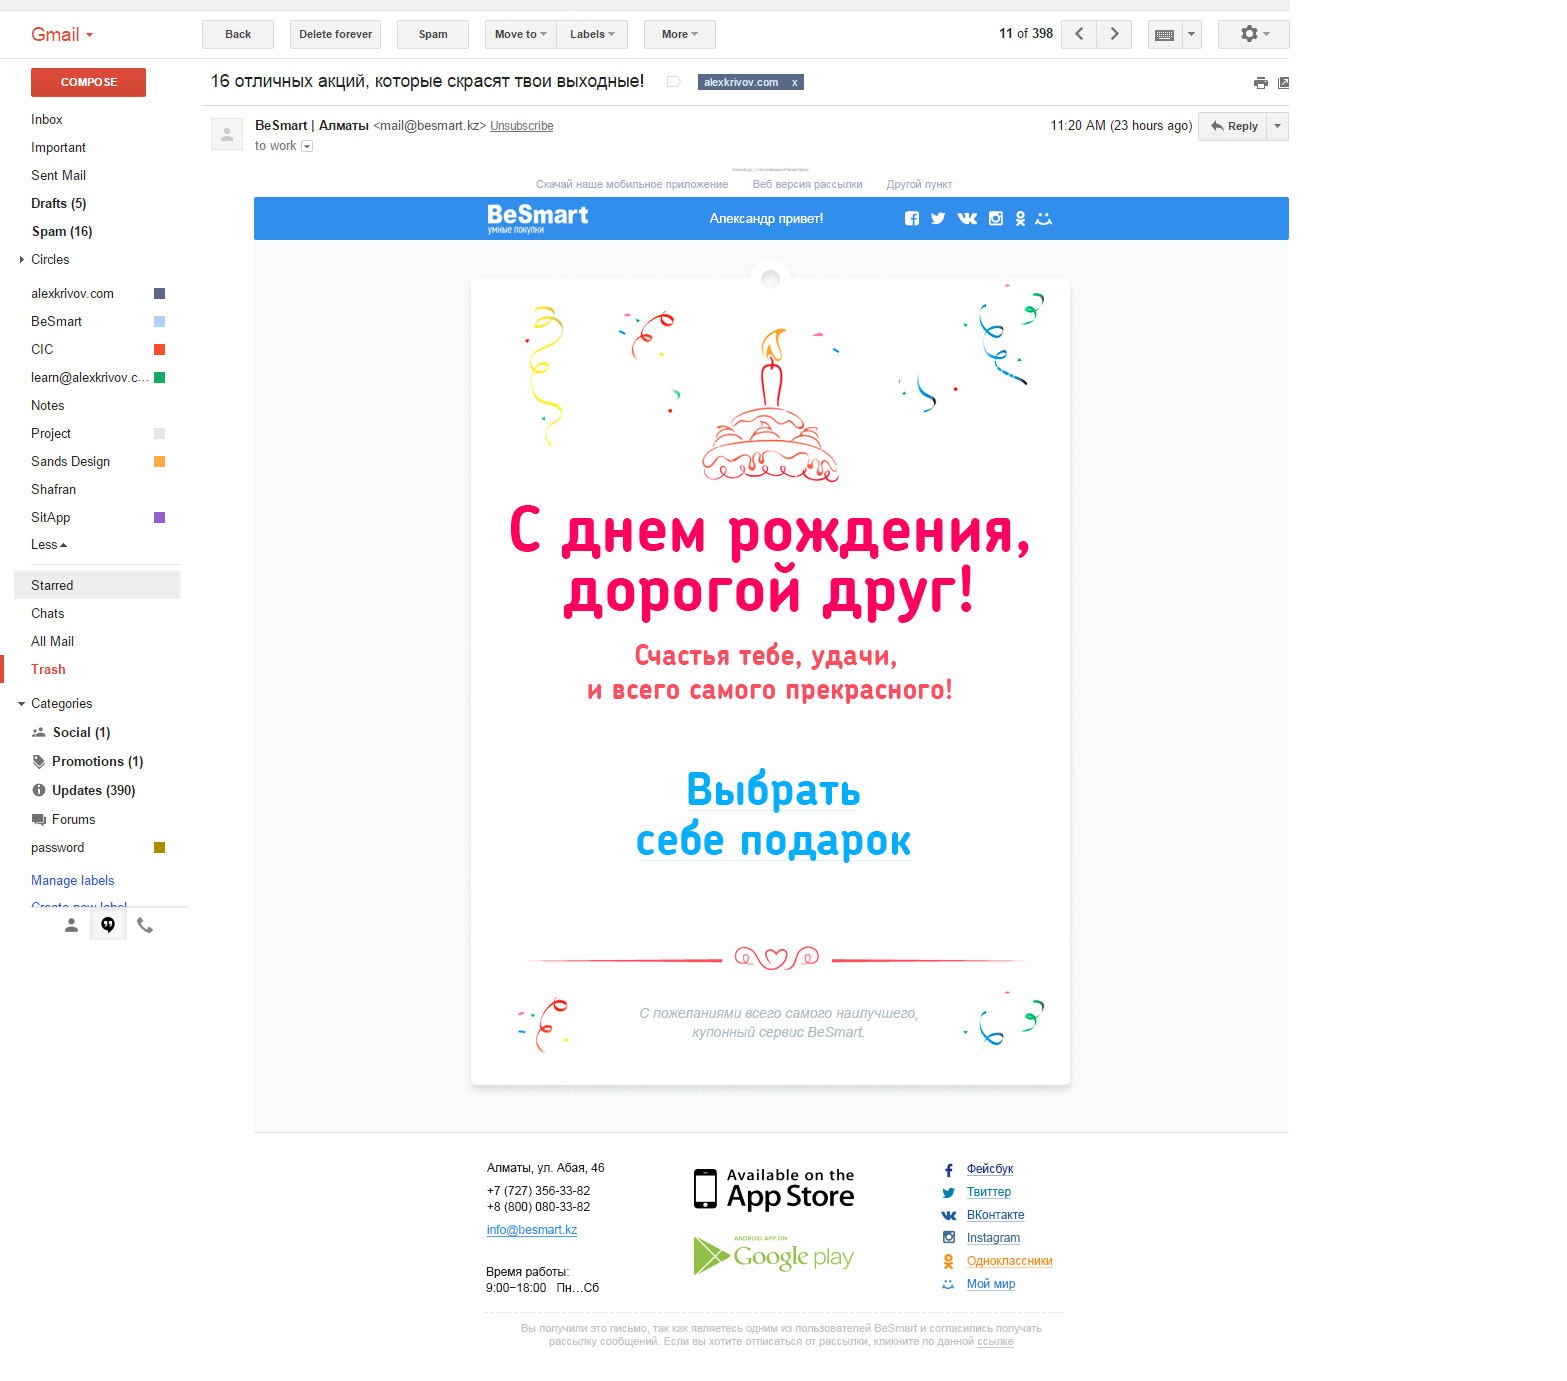 Gmail
Back
Delete forever
Spam
Move to
Labels
More
11 of 398
COMPOSE
16 отличных акций, которые скрасят твои выходные!
alexkrivov.com x
Inbox
Important
Sent Mail
Drafts (5)
Spam (16)
Circles
alexkrivov.com
BeSmart
CIC
learn@alexkrivov.c...
Notes
Project
Sands Design
Shafran
SitApp
Less
Starred
Chats
All Mail
Trash
Categories
Social (1)
Promotions (1)
Updates (390)
Forums
password
Manage labels
Create new label
BeSmart | Алматы <mail@besmart.kz> Unsubscribe
11:20 AM (23 hours ago)
Reply
to work
Скачай наше мобильное приложение
Веб версия рассылки
Другой пункт
BeSmart
умные покупки
Александр привет!
С днем рождения,
дорогой друг!
Счастья тебе, удачи,
и всего самого прекрасного!
Выбрать
себе подарок
С пожеланиями всего самого наилучшего,
купонный сервис BeSmart.
Алматы, ул. Абая, 46
+7 (727) 356-33-82
+8 (800) 080-33-82
info@besmart.kz
Время работы:
9:00–18:00 Пн...Сб
Available on the
App Store
ANDROID APP ON
Google play
Фейсбук
Твиттер
ВКонтакте
Instagram
Одноклассники
Мой мир
Вы получили это письмо, так как являетесь одним из пользователей BeSmart и согласились получать
рассылку сообщений. Если вы хотите отписаться от рассылки, кликните по данной ссылке